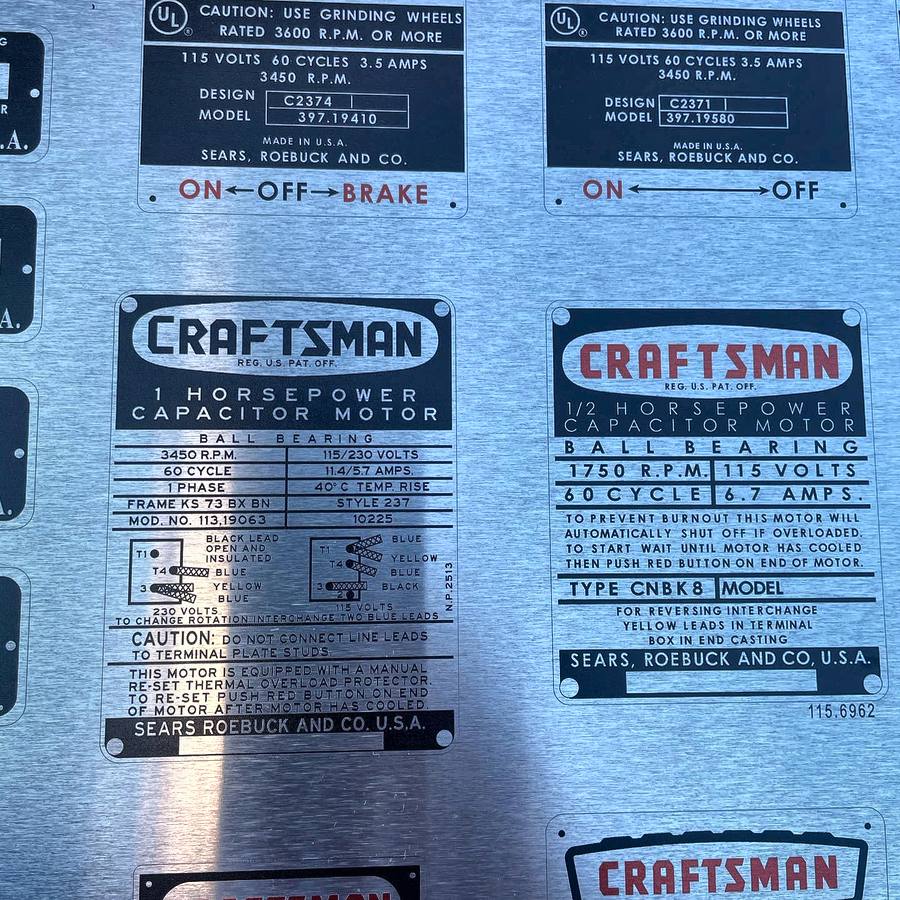 G
R
.A.
A.
UL ®
CAUTION: USE GRINDING WHEELS
RATED 3600 R.P.M. OR MORE
115 VOLTS 60 CYCLES 3.5 AMPS
3450 R.P.M.
DESIGN C2374
MODEL 397.19410
MADE IN U.S.A.
SEARS, ROEBUCK AND CO.
ON OFF BRAKE
UL ®
CAUTION: USE GRINDING WHEELS
RATED 3600 R.P.M. OR MORE
115 VOLTS 60 CYCLES 3.5 AMPS
3450 R.P.M.
DESIGN C2371
MODEL 397.19580
MADE IN U.S.A.
SEARS, ROEBUCK AND CO.
ON OFF
CRAFTSMAN
REG. U.S. PAT. OFF.
1 HORSEPOWER
CAPACITOR MOTOR
BALL BEARING
3450 R.P.M. 115/230 VOLTS
60 CYCLE 11.4/5.7 AMPS.
1 PHASE 40°C TEMP. RISE
FRAME KS 73 BX BN STYLE 237
MOD. NO. 113.19063 10225
T1 BLACK LEAD
OPEN AND
INSULATED
T4 BLUE
3 YELLOW
BLUE
230 VOLTS
T1 BLUE
YELLOW
T4 BLUE
3 BLACK
2
115 VOLTS
N.P.2513
TO CHANGE ROTATION INTERCHANGE TWO BLUE LEADS
CAUTION: DO NOT CONNECT LINE LEADS
TO TERMINAL PLATE STUDS.
THIS MOTOR IS EQUIPPED WITH A MANUAL
RE-SET THERMAL OVERLOAD PROTECTOR.
TO RE-SET PUSH RED BUTTON ON END
OF MOTOR AFTER MOTOR HAS COOLED.
SEARS ROEBUCK AND CO. U.S.A.
CRAFTSMAN
REG. U.S. PAT. OFF.
1/2 HORSEPOWER
CAPACITOR MOTOR
BALL BEARING
1750 R.P.M. 115 VOLTS
60 CYCLE 6.7 AMPS.
TO PREVENT BURNOUT THIS MOTOR WILL
AUTOMATICALLY SHUT OFF IF OVERLOADED.
TO START WAIT UNTIL MOTOR HAS COOLED
THEN PUSH RED BUTTON ON END OF MOTOR.
TYPE CNBK8 MODEL
FOR REVERSING INTERCHANGE
YELLOW LEADS IN TERMINAL
BOX IN END CASTING
SEARS, ROEBUCK AND CO, U.S.A.
115.6962
CRAFTSMAN
CRAFTSMAN